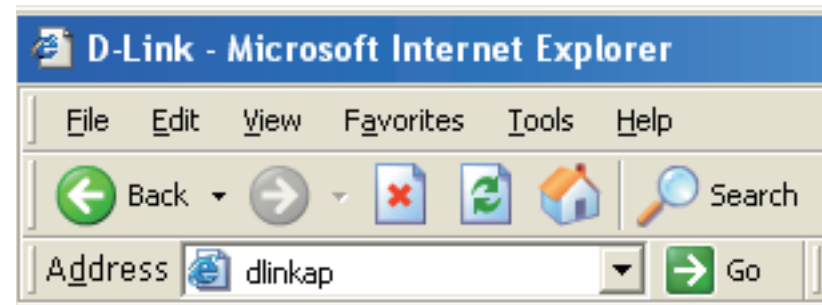 D-Link - Microsoft Internet Explorer
File Edit View Favorites Tools Help
Back Search
Address dlinkap Go